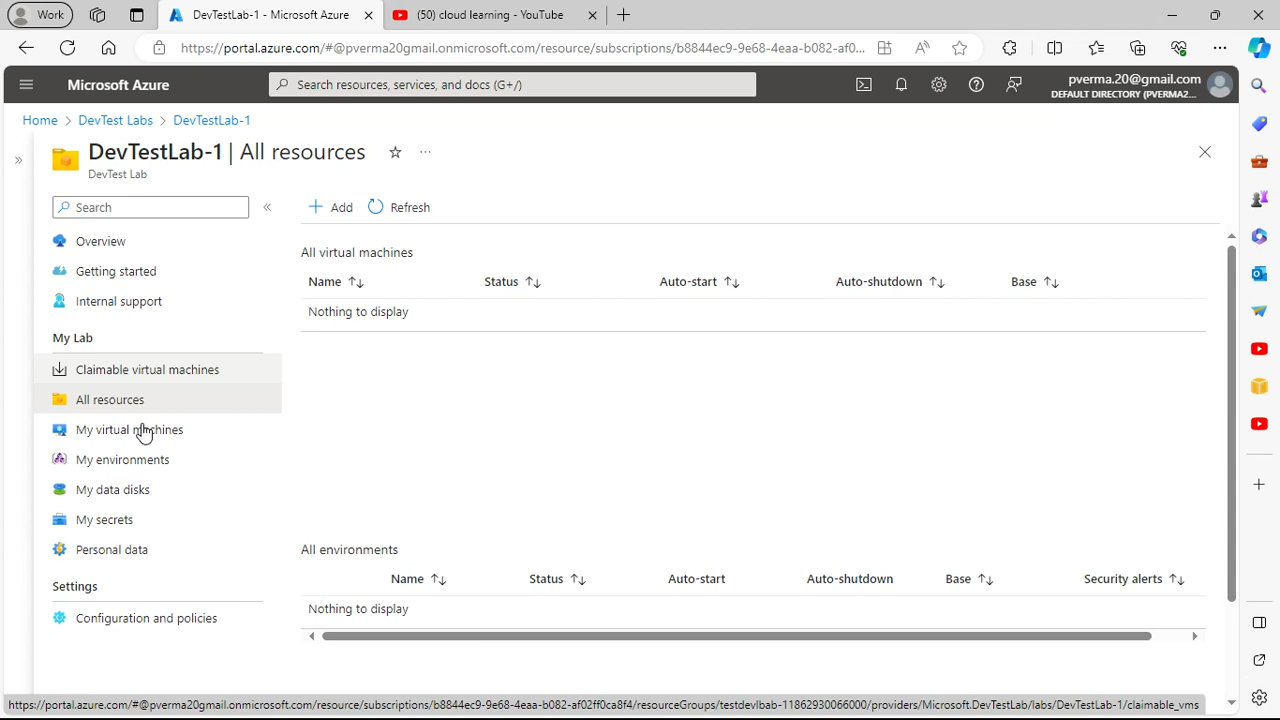 Work
DevTestLab-1 - Microsoft Azure
(50) cloud learning - YouTube
https://portal.azure.com/#@pverma20gmail.onmicrosoft.com/resource/subscriptions/b8844ec9-9e68-4eaa-b082-af0...
Microsoft Azure
Search resources, services, and docs (G+/)
pverma.20@gmail.com
DEFAULT DIRECTORY (PVERMA2...
Home > DevTest Labs > DevTestLab-1
DevTestLab-1 | All resources
DevTest Lab
Search
Add
Refresh
Overview
Getting started
Internal support
My Lab
Claimable virtual machines
All resources
My virtual machines
My environments
My data disks
My secrets
Personal data
Settings
Configuration and policies
All virtual machines
Name Status Auto-start Auto-shutdown Base
Nothing to display
All environments
Name Status Auto-start Auto-shutdown Base Security alerts
Nothing to display
https://portal.azure.com/#@pverma20gmail.onmicrosoft.com/resource/subscriptions/b8844ec9-9e68-4eaa-b082-af02ff0ca8f4/resourceGroups/testdevlbab-11862930066000/providers/Microsoft.DevTestLab/labs/DevTestLab-1/claimable_vms